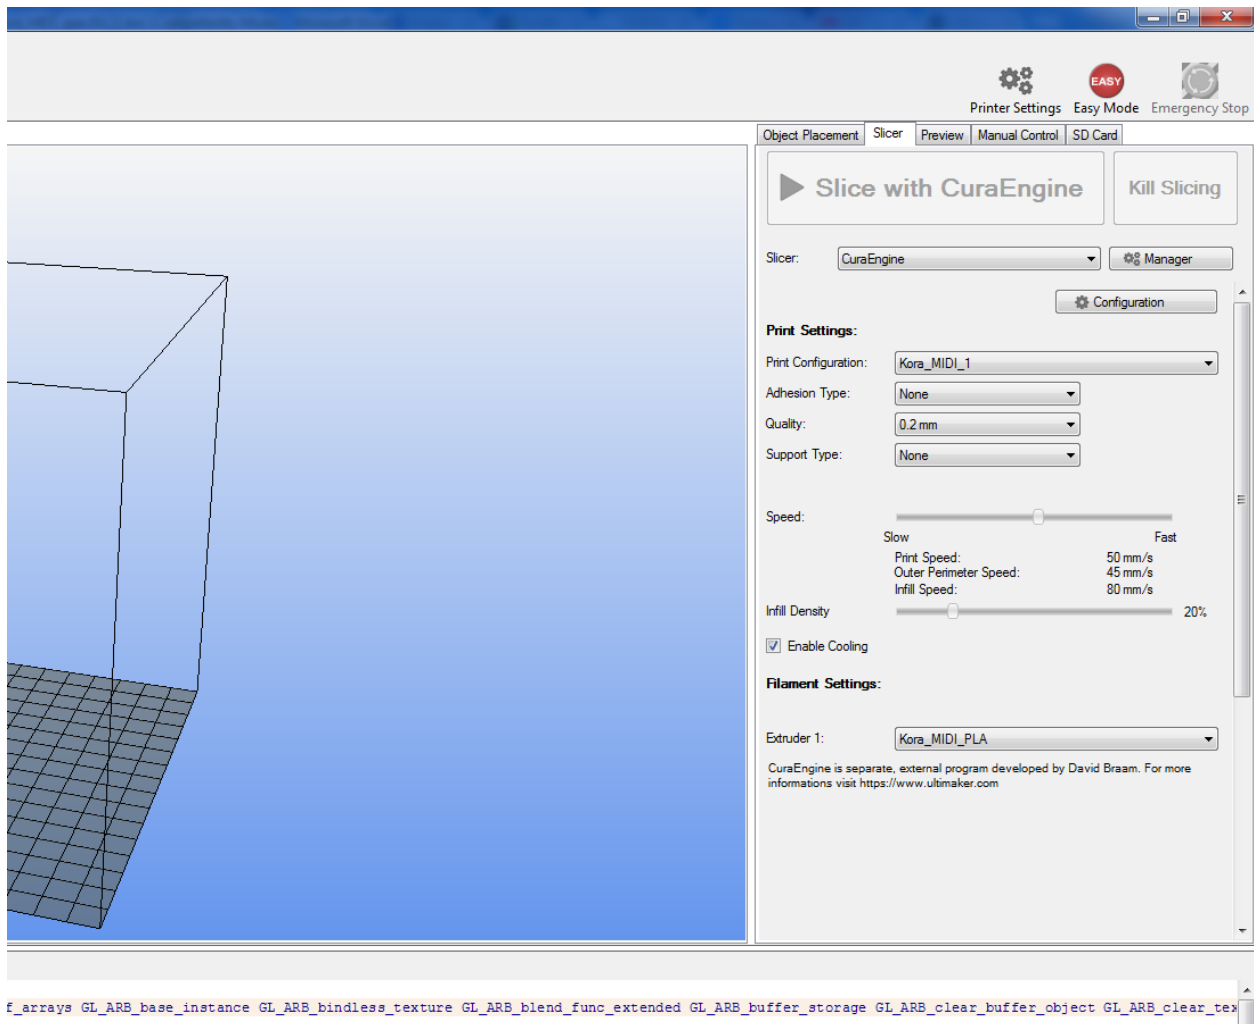 EASY
Printer Settings Easy Mode Emergency Stop
Object Placement Slicer Preview Manual Control SD Card
Slice with CuraEngine Kill Slicing
Slicer: CuraEngine Manager
Configuration
Print Settings:
Print Configuration: Kora_MIDI_1
Adhesion Type: None
Quality: 0.2 mm
Support Type: None
Speed:
Slow Fast
Print Speed: 50 mm/s
Outer Perimeter Speed: 45 mm/s
Infill Speed: 80 mm/s
Infill Density 20%
Enable Cooling
Filament Settings:
Extruder 1: Kora_MIDI_PLA
CuraEngine is separate, external program developed by David Braam. For more
informations visit https://www.ultimaker.com
f_arrays GL_ARB_base_instance GL_ARB_bindless_texture GL_ARB_blend_func_extended GL_ARB_buffer_storage GL_ARB_clear_buffer_object GL_ARB_clear_tex